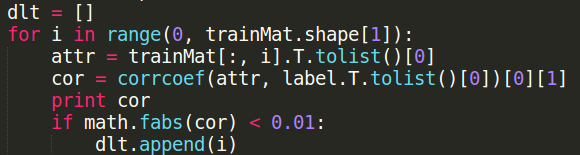 dlt = []
for i in range(0, trainMat.shape[1]):
    attr = trainMat[:, i].T.tolist()[0]
    cor = corrcoef(attr, label.T.tolist()[0])[0][1]
    print cor
    if math.fabs(cor) < 0.01:
        dlt.append(i)